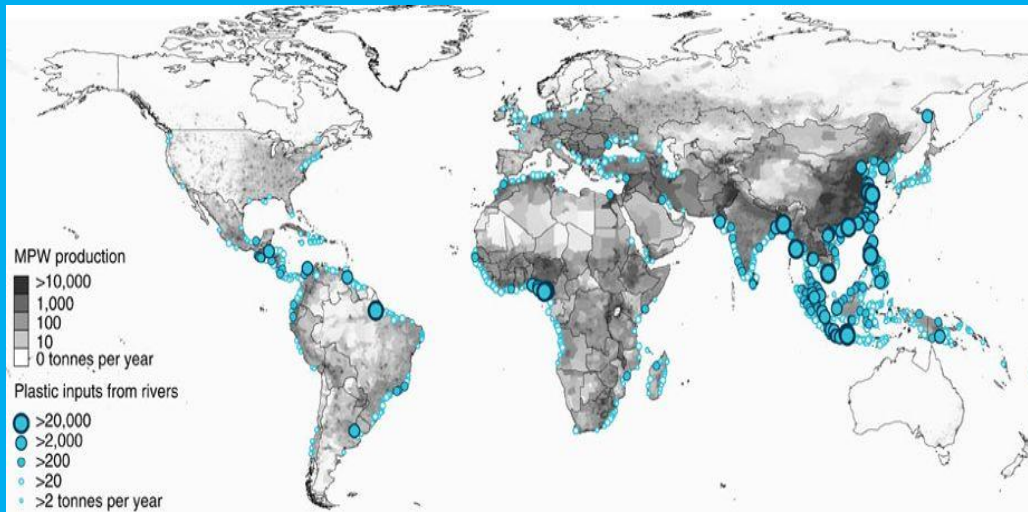 MPW production
>10,000
1,000
100
10
0 tonnes per year
Plastic inputs from rivers
>20,000
>2,000
>200
>20
>2 tonnes per year